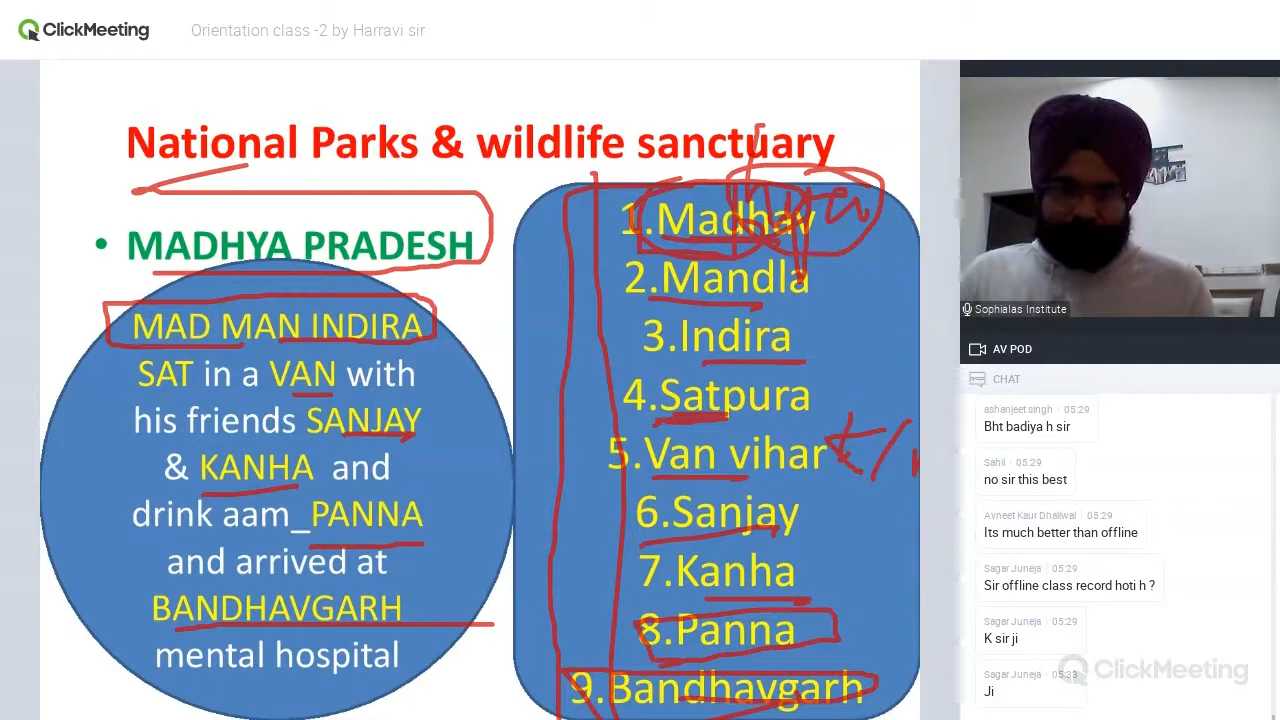 ClickMeeting
Orientation class -2 by Harravi sir
National Parks & wildlife sanctuary
• MADHYA PRADESH
MAD MAN INDIRA
SAT in a VAN with
his friends SANJAY
& KANHA and
drink aam_PANNA
and arrived at
BANDHAVGARH
mental hospital
1.Madhav
2.Mandla
3.Indira
4.Satpura
5.Van vihar
6.Sanjay
7.Kanha
8.Panna
9.Bandhavgarh
Sophialas Institute
AV POD
CHAT
ashanjeet singh 05:29
Bht badiya h sir
Sahil 05:29
no sir this best
Avneet Kaur Dhaliwal 05:29
Its much better than offline
Sagar Juneja 05:29
Sir offline class record hoti h ?
Sagar Juneja 05:29
K sir ji
Sagar Juneja 05:33
Ji
ClickMeeting